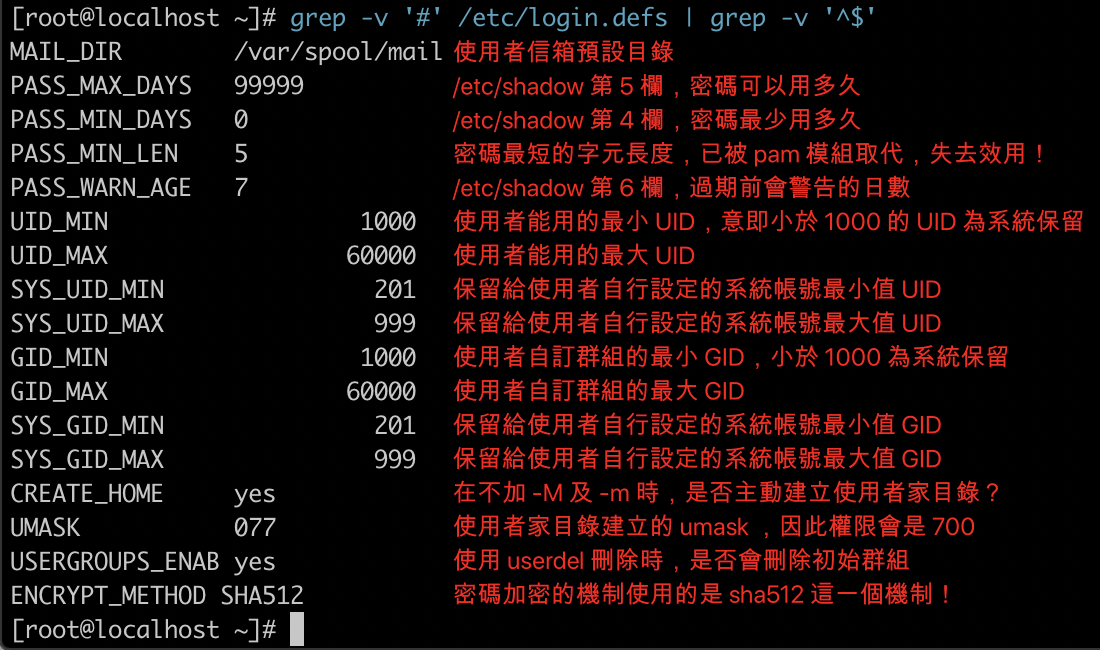 [root@localhost ~]# grep -v '#' /etc/login.defs | grep -v '^$'
MAIL_DIR /var/spool/mail 使用者信箱預設目錄
PASS_MAX_DAYS 99999 /etc/shadow 第 5 欄，密碼可以用多久
PASS_MIN_DAYS 0 /etc/shadow 第 4 欄，密碼最少用多久
PASS_MIN_LEN 5 密碼最短的字元長度，已被 pam 模組取代，失去效用！
PASS_WARN_AGE 7 /etc/shadow 第 6 欄，過期前會警告的日數
UID_MIN 1000 使用者能用的最小 UID，意即小於 1000 的 UID 為系統保留
UID_MAX 60000 使用者能用的最大 UID
SYS_UID_MIN 201 保留給使用者自行設定的系統帳號最小值 UID
SYS_UID_MAX 999 保留給使用者自行設定的系統帳號最大值 UID
GID_MIN 1000 使用者自訂群組的最小 GID，小於 1000 為系統保留
GID_MAX 60000 使用者自訂群組的最大 GID
SYS_GID_MIN 201 保留給使用者自行設定的系統帳號最小值 GID
SYS_GID_MAX 999 保留給使用者自行設定的系統帳號最大值 GID
CREATE_HOME yes 在不加 -M 及 -m 時，是否主動建立使用者家目錄？
UMASK 077 使用者家目錄建立的 umask ，因此權限會是 700
USERGROUPS_ENAB yes 使用 userdel 刪除時，是否會刪除初始群組
ENCRYPT_METHOD SHA512 密碼加密的機制使用的是 sha512 這一個機制！
[root@localhost ~]#